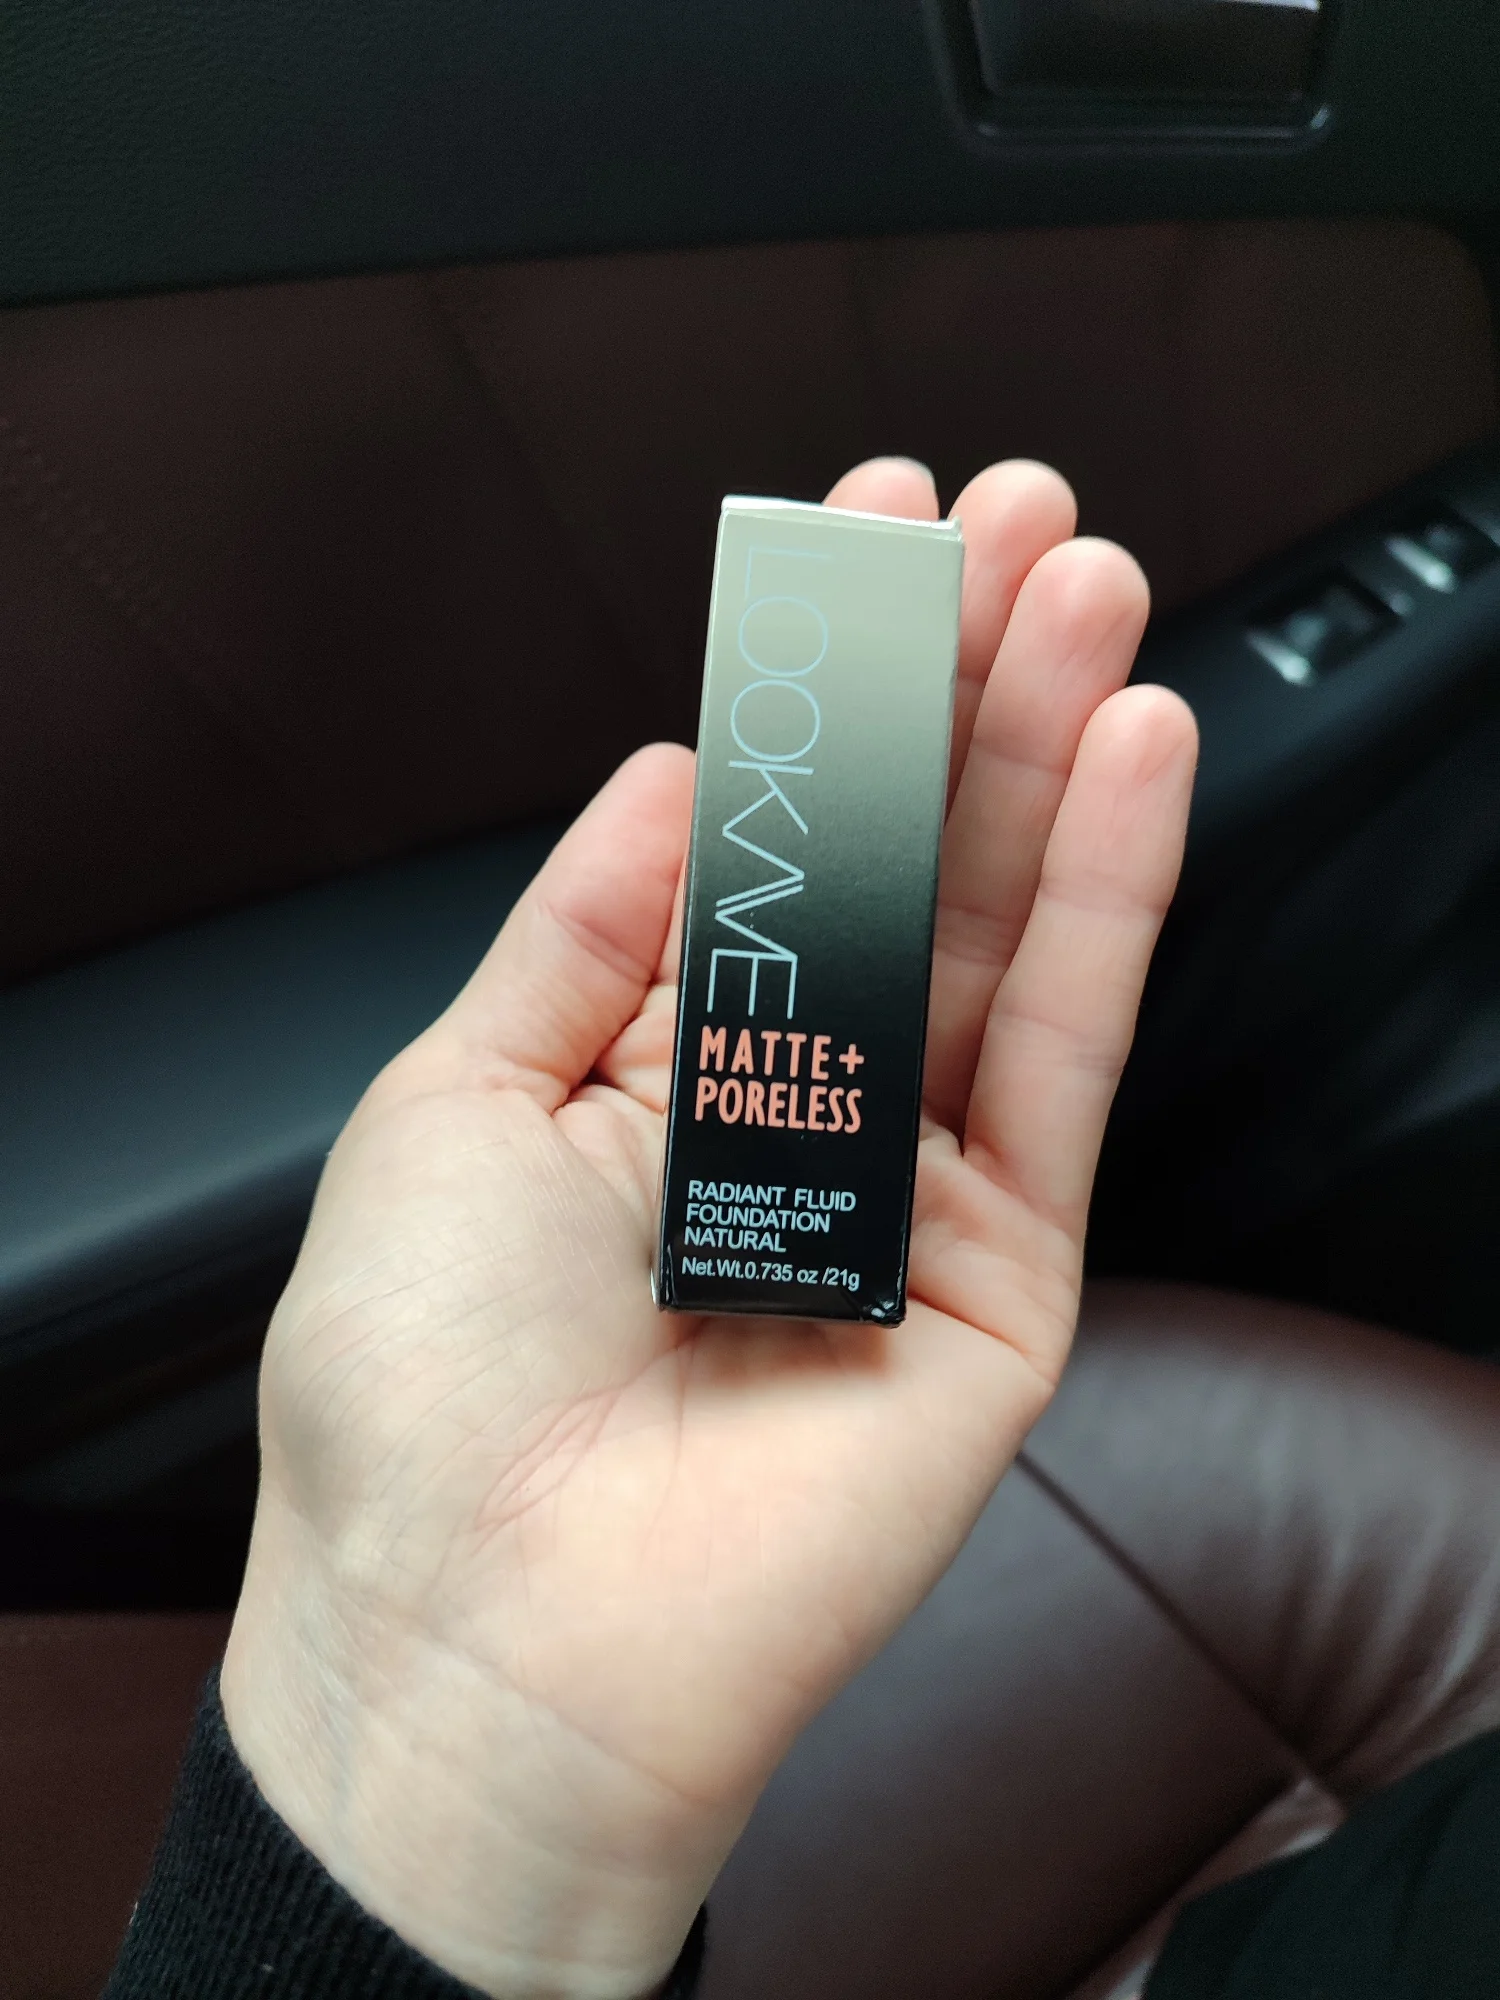 LOOKME
MATTE+
PORELESS
RADIANT FLUID
FOUNDATION
NATURAL
Net.Wt.0.735 oz /21g